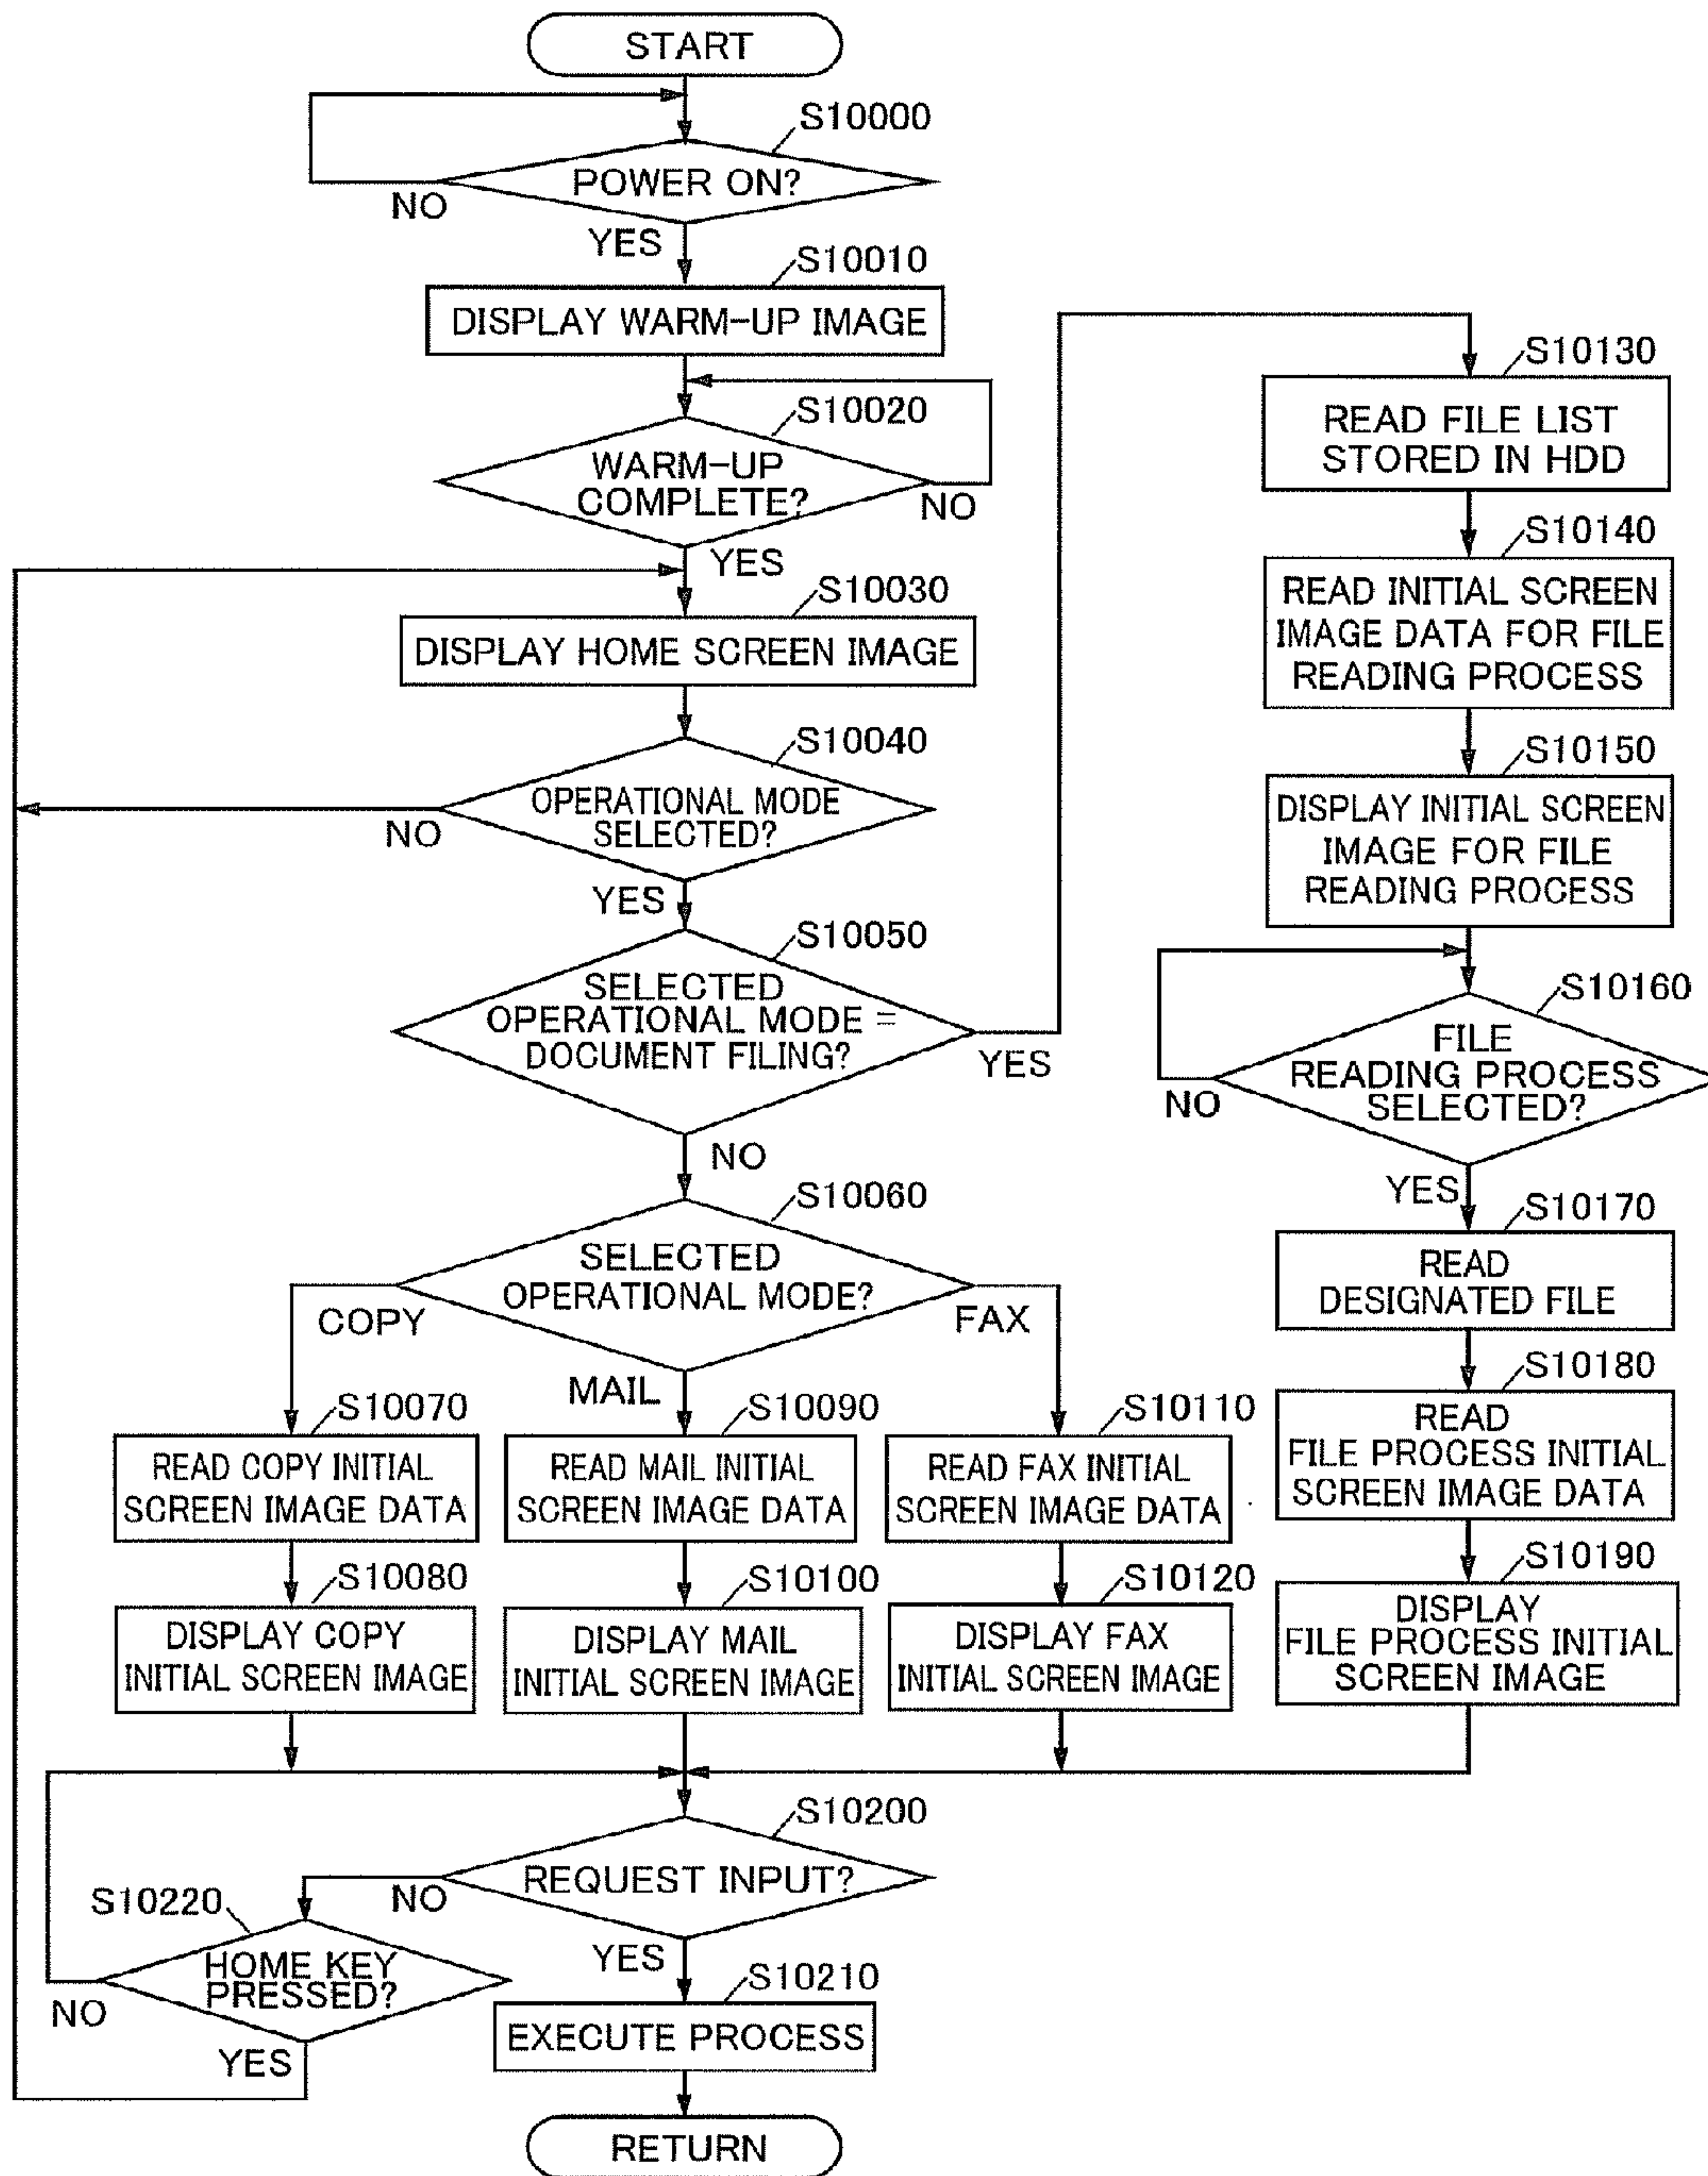 START
S10000
POWER ON?
NO
YES
S10010
DISPLAY WARM-UP IMAGE
S10020
WARM-UP
COMPLETE?
NO
YES
S10030
DISPLAY HOME SCREEN IMAGE
S10040
OPERATIONAL MODE
SELECTED?
NO
YES
S10050
SELECTED
OPERATIONAL MODE =
DOCUMENT FILING?
YES
NO
S10060
SELECTED
OPERATIONAL MODE?
COPY
MAIL
FAX
S10070
READ COPY INITIAL
SCREEN IMAGE DATA
S10080
DISPLAY COPY
INITIAL SCREEN IMAGE
S10090
READ MAIL INITIAL
SCREEN IMAGE DATA
S10100
DISPLAY MAIL
INITIAL SCREEN IMAGE
S10110
READ FAX INITIAL
SCREEN IMAGE DATA
S10120
DISPLAY FAX
INITIAL SCREEN IMAGE
S10130
READ FILE LIST
STORED IN HDD
S10140
READ INITIAL SCREEN
IMAGE DATA FOR FILE
READING PROCESS
S10150
DISPLAY INITIAL SCREEN
IMAGE FOR FILE
READING PROCESS
S10160
FILE
READING PROCESS
SELECTED?
NO
YES
S10170
READ
DESIGNATED FILE
S10180
READ
FILE PROCESS INITIAL
SCREEN IMAGE DATA
S10190
DISPLAY
FILE PROCESS INITIAL
SCREEN IMAGE
S10200
REQUEST INPUT?
NO
YES
S10220
HOME KEY
PRESSED?
NO
YES
S10210
EXECUTE PROCESS
RETURN